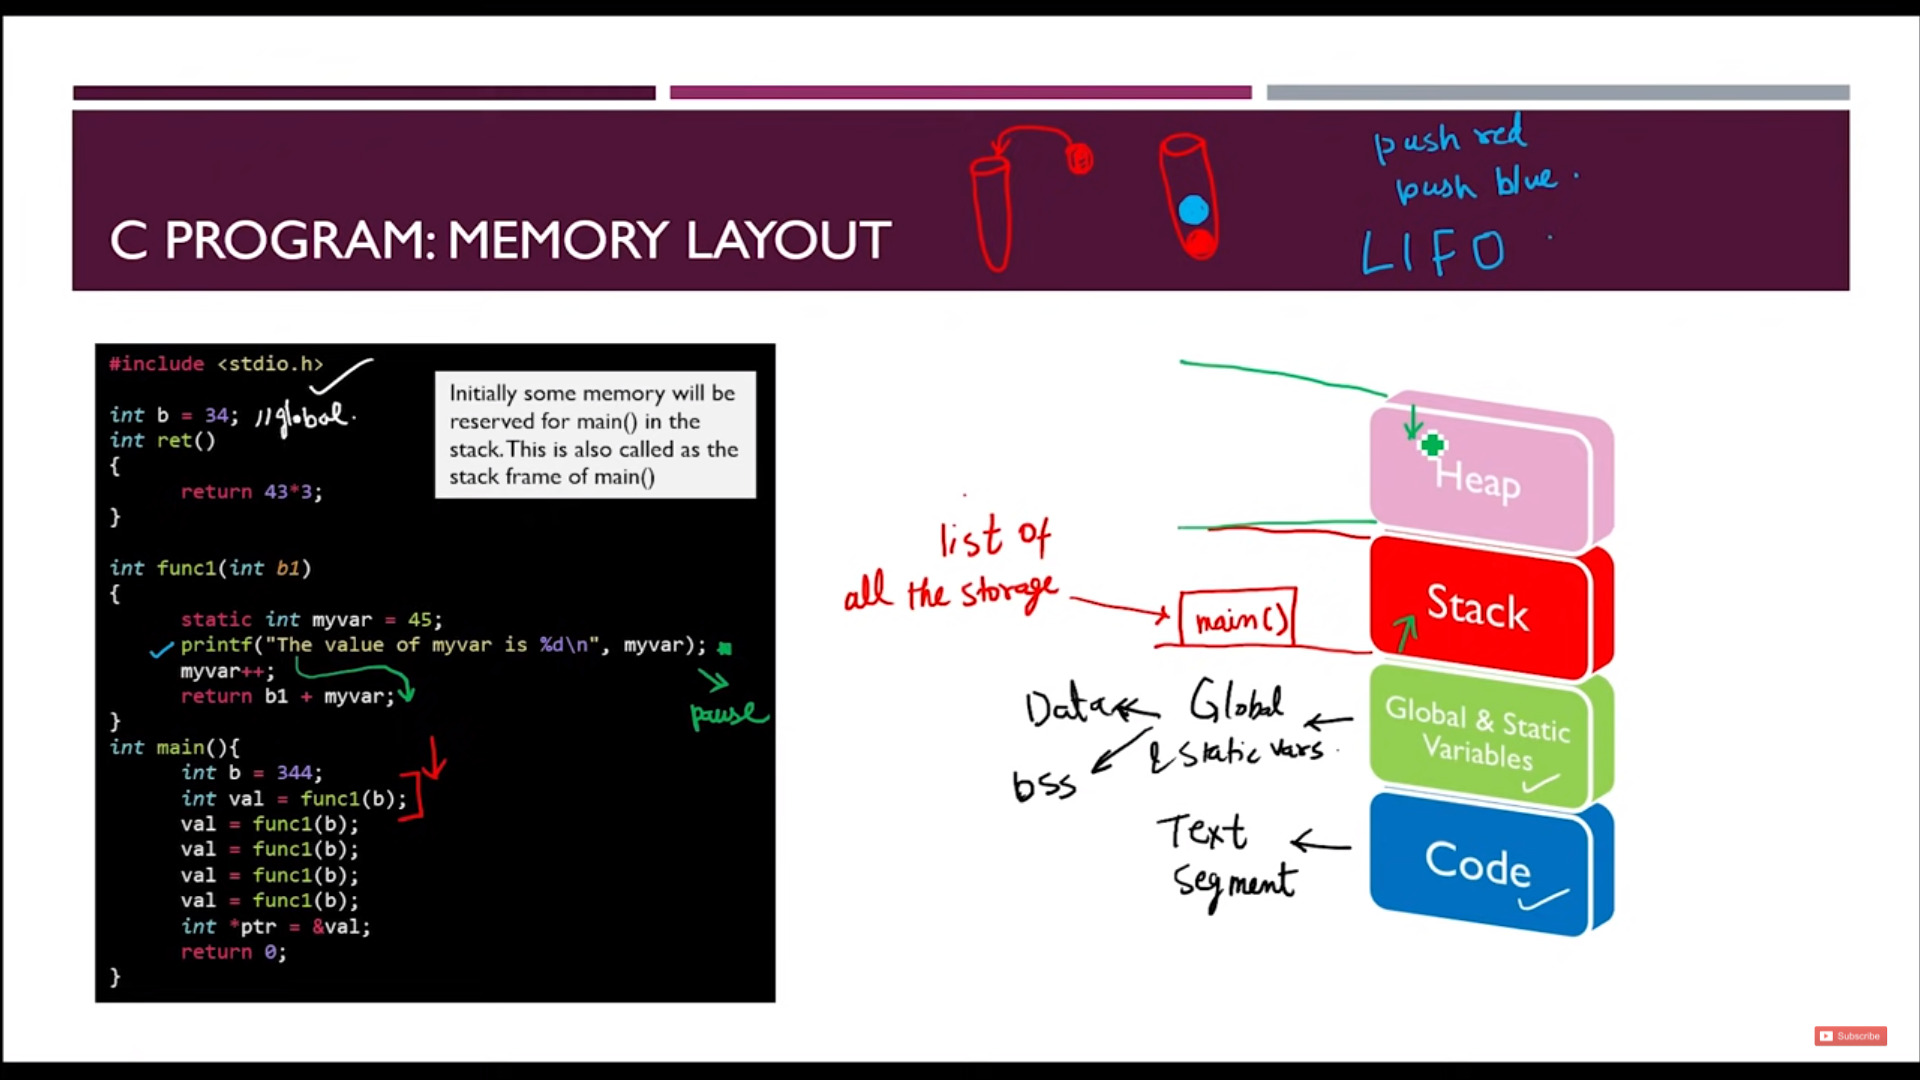 push red
push blue.
LIFO
C PROGRAM: MEMORY LAYOUT
#include <stdio.h>
int b = 34; //global.
int ret()
{
return 43*3;
}
int func1(int b1)
{
static int myvar = 45;
printf("The value of myvar is %d\n", myvar);
myvar++;
return b1 + myvar;
}
int main(){
int b = 344;
int val = func1(b);
val = func1(b);
val = func1(b);
val = func1(b);
val = func1(b);
int *ptr = &val;
return 0;
}
Initially some memory will be
reserved for main() in the
stack. This is also called as the
stack frame of main()
pause
list of
all the storage
main()
Data
Global
& static vars.
bss
Text
Segment
Heap
Stack
Global & Static
Variables
Code
Subscribe